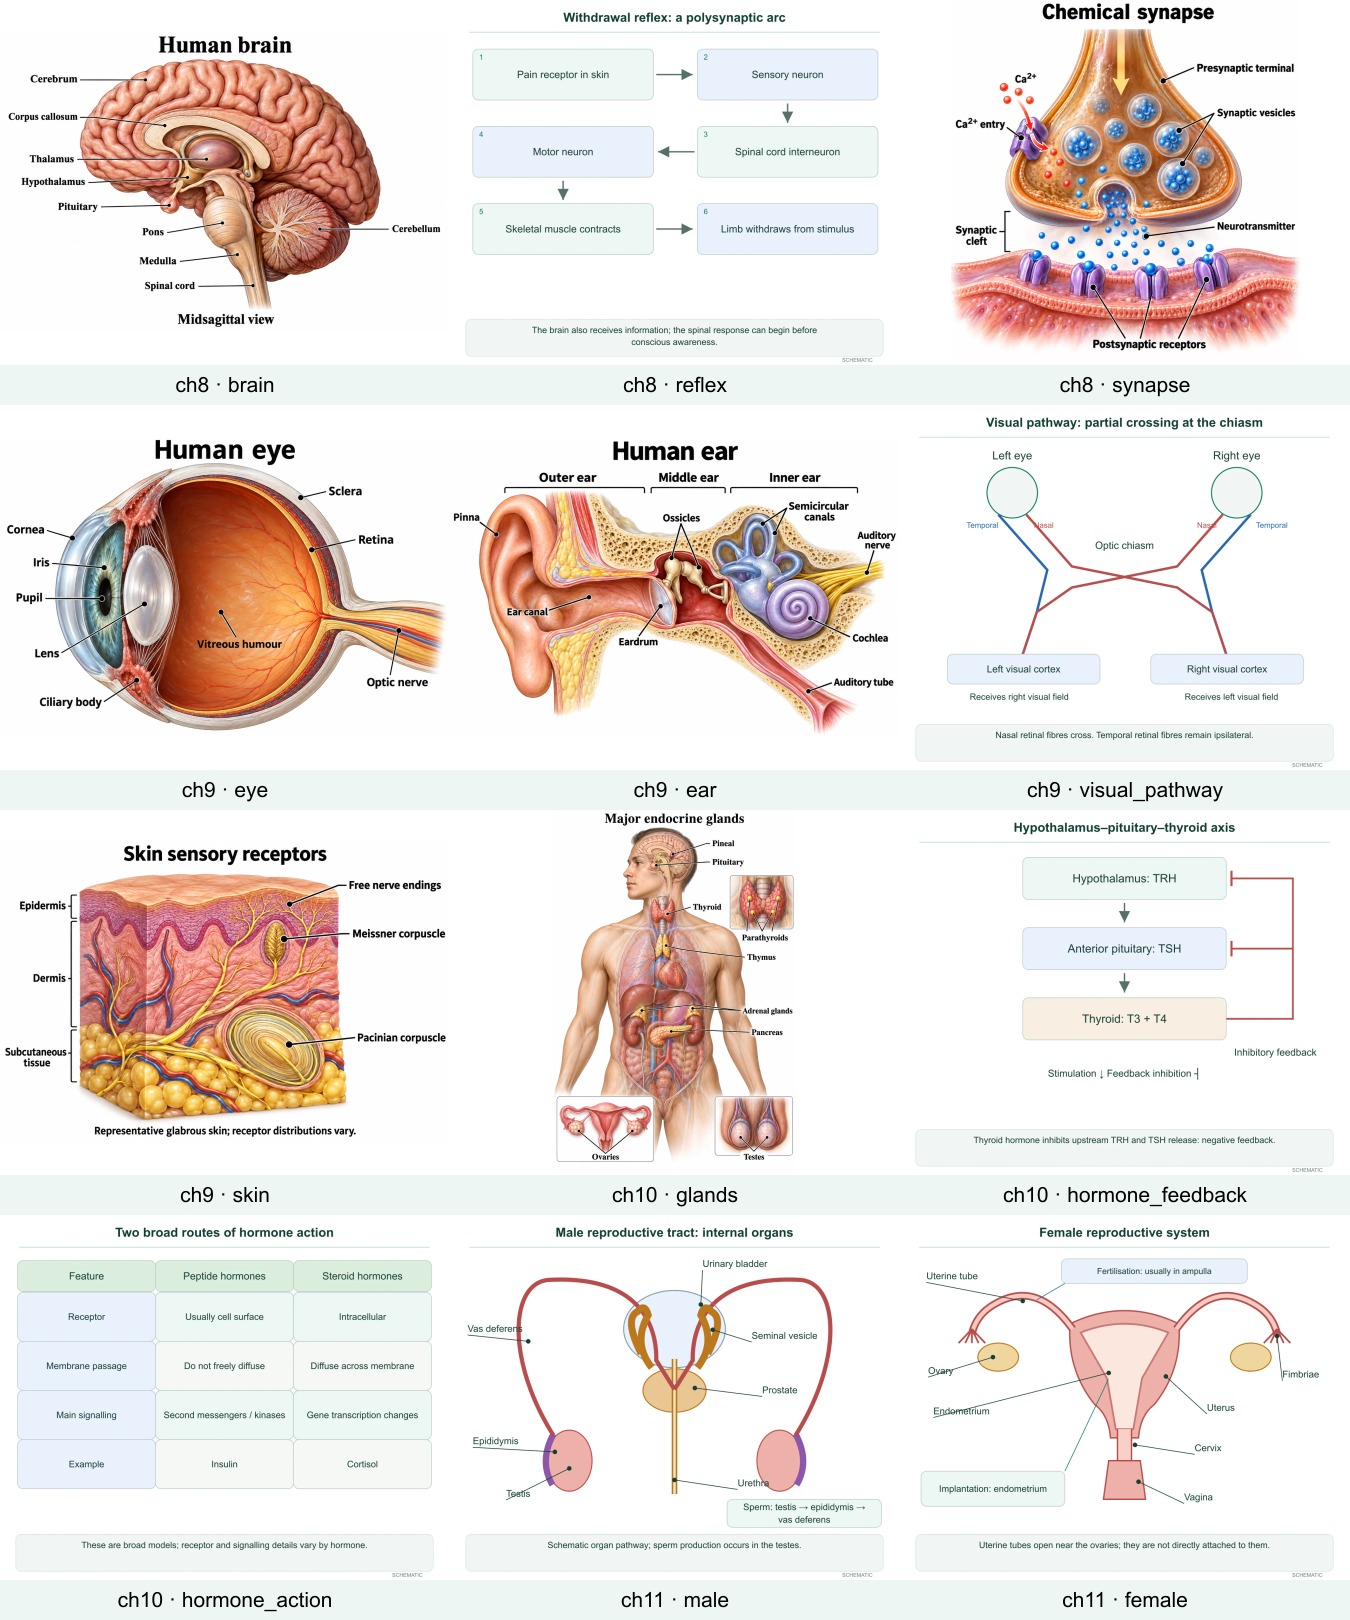 Human brain
Cerebrum
Corpus callosum
Thalamus
Hypothalamus
Pituitary
Pons
Medulla
Spinal cord
Cerebellum
Midsagittal view
ch8 · brain
Withdrawal reflex: a polysynaptic arc
1
Pain receptor in skin
2
Sensory neuron
4
Motor neuron
3
Spinal cord interneuron
5
Skeletal muscle contracts
6
Limb withdraws from stimulus
The brain also receives information; the spinal response can begin before
conscious awareness.
SCHEMATIC
ch8 · reflex
Chemical synapse
Ca²⁺
Ca²⁺ entry
Presynaptic terminal
Synaptic vesicles
Synaptic
cleft
Neurotransmitter
Postsynaptic receptors
ch8 · synapse
Human eye
Cornea
Iris
Pupil
Lens
Ciliary body
Sclera
Retina
Vitreous humour
Optic nerve
ch9 · eye
Human ear
Outer ear
Middle ear
Inner ear
Pinna
Ossicles
Semicircular
canals
Auditory
nerve
Ear canal
Eardrum
Cochlea
Auditory tube
ch9 · ear
Visual pathway: partial crossing at the chiasm
Left eye
Right eye
Temporal
Nasal
Nasal
Temporal
Optic chiasm
Left visual cortex
Right visual cortex
Receives right visual field
Receives left visual field
Nasal retinal fibres cross. Temporal retinal fibres remain ipsilateral.
SCHEMATIC
ch9 · visual_pathway
Skin sensory receptors
Epidermis
Dermis
Subcutaneous
tissue
Free nerve endings
Meissner corpuscle
Pacinian corpuscle
Representative glabrous skin; receptor distributions vary.
ch9 · skin
Major endocrine glands
Pineal
Pituitary
Thyroid
Parathyroids
Thymus
Adrenal glands
Pancreas
Ovaries
Testes
ch10 · glands
Hypothalamus–pituitary–thyroid axis
Hypothalamus: TRH
Anterior pituitary: TSH
Thyroid: T3 + T4
Inhibitory feedback
Stimulation ↓ Feedback inhibition ⊣
Thyroid hormone inhibits upstream TRH and TSH release: negative feedback.
SCHEMATIC
ch10 · hormone_feedback
Two broad routes of hormone action
Feature Peptide hormones Steroid hormones
Receptor Usually cell surface Intracellular
Membrane passage Do not freely diffuse Diffuse across membrane
Main signalling Second messengers / kinases Gene transcription changes
Example Insulin Cortisol
These are broad models; receptor and signalling details vary by hormone.
SCHEMATIC
ch10 · hormone_action
Male reproductive tract: internal organs
Urinary bladder
Vas deferens
Seminal vesicle
Prostate
Epididymis
Testis
Urethra
Sperm: testis → epididymis →
vas deferens
Schematic organ pathway; sperm production occurs in the testes.
SCHEMATIC
ch11 · male
Female reproductive system
Uterine tube
Fertilisation: usually in ampulla
Ovary
Fimbriae
Endometrium
Uterus
Cervix
Implantation: endometrium
Vagina
Uterine tubes open near the ovaries; they are not directly attached to them.
SCHEMATIC
ch11 · female